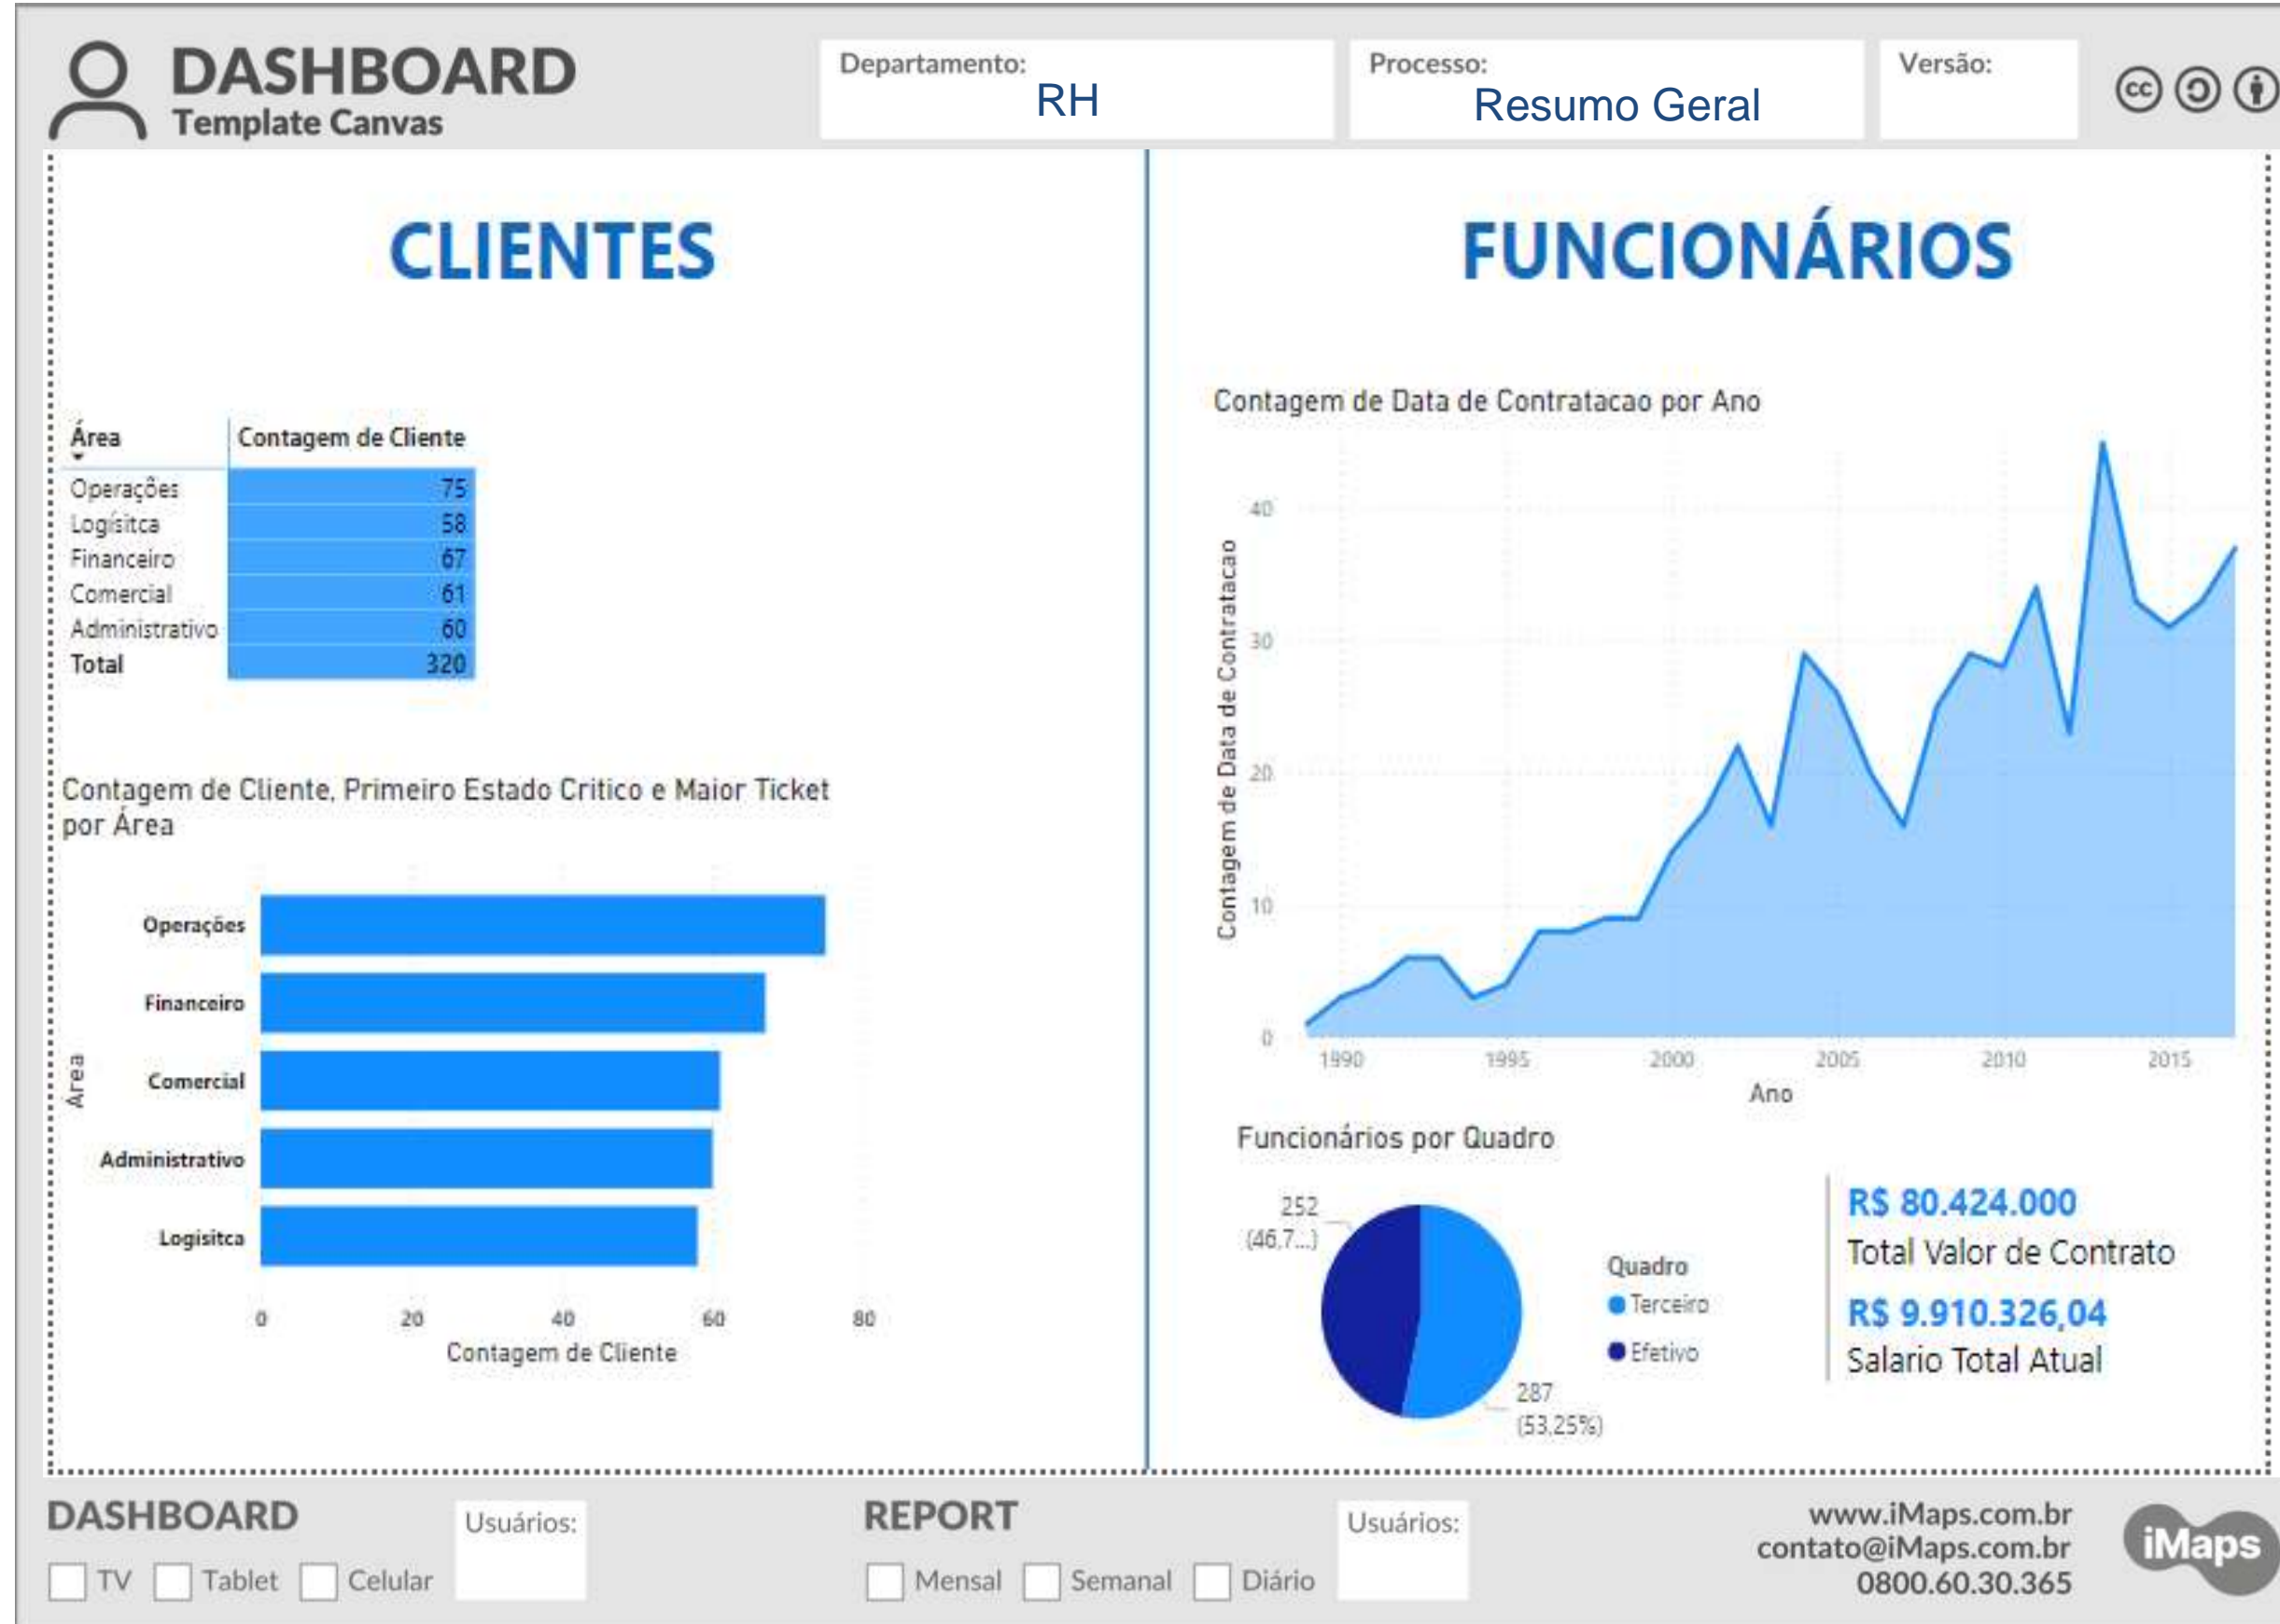 DASHBOARD
Template Canvas
Departamento:
RH
Processo:
Resumo Geral
Versão:
cc
CLIENTES
Área Contagem de Cliente
Operações 75
Logísitca 58
Financeiro 67
Comercial 61
Administrativo 60
Total 320
Contagem de Cliente, Primeiro Estado Critico e Maior Ticket
por Área
Área
Operações
Financeiro
Comercial
Administrativo
Logisitca
0 20 40 60 80
Contagem de Cliente
FUNCIONÁRIOS
Contagem de Data de Contratacao por Ano
Contagem de Data de Contratacao
40
30
20
10
0
1990 1995 2000 2005 2010 2015
Ano
Funcionários por Quadro
252
(46,7...)
287
(53,25%)
Quadro
Terceiro
Efetivo
R$ 80.424.000
Total Valor de Contrato
R$ 9.910.326,04
Salario Total Atual
DASHBOARD
TV Tablet Celular
Usuários:
REPORT
Mensal Semanal Diário
Usuários:
www.iMaps.com.br
contato@iMaps.com.br
0800.60.30.365
iMaps